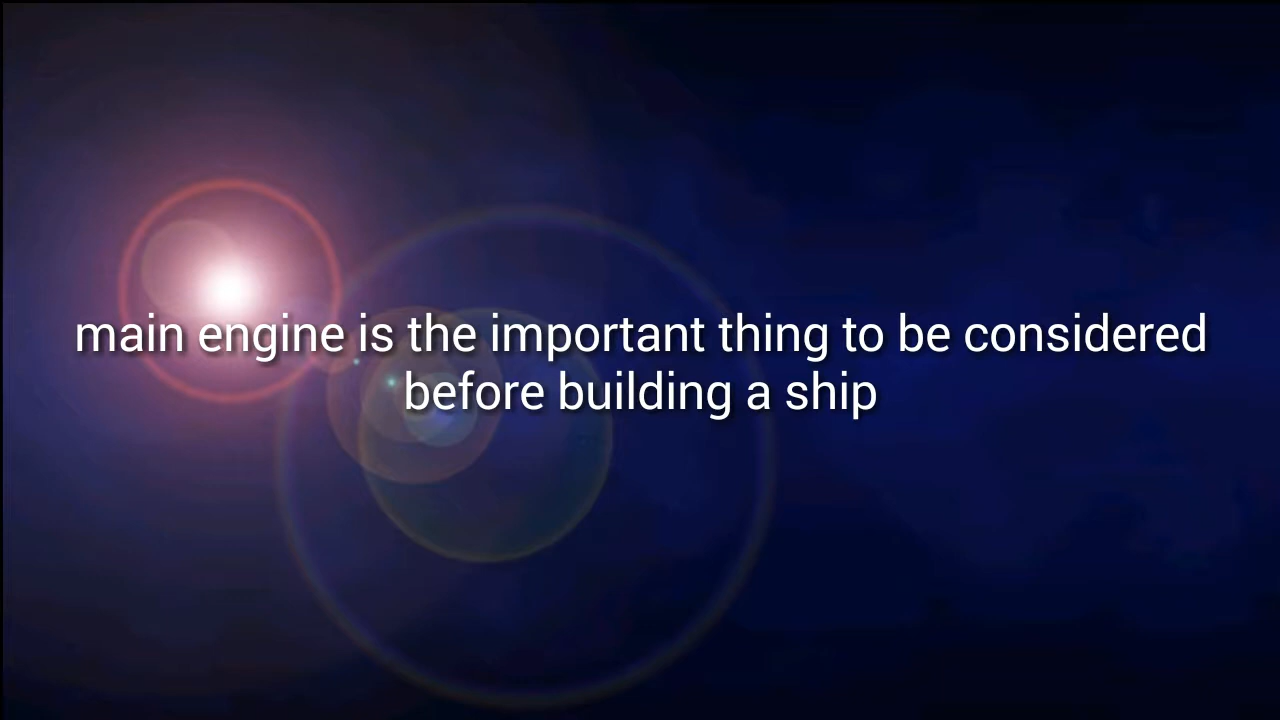 main engine is the important thing to be considered
before building a ship